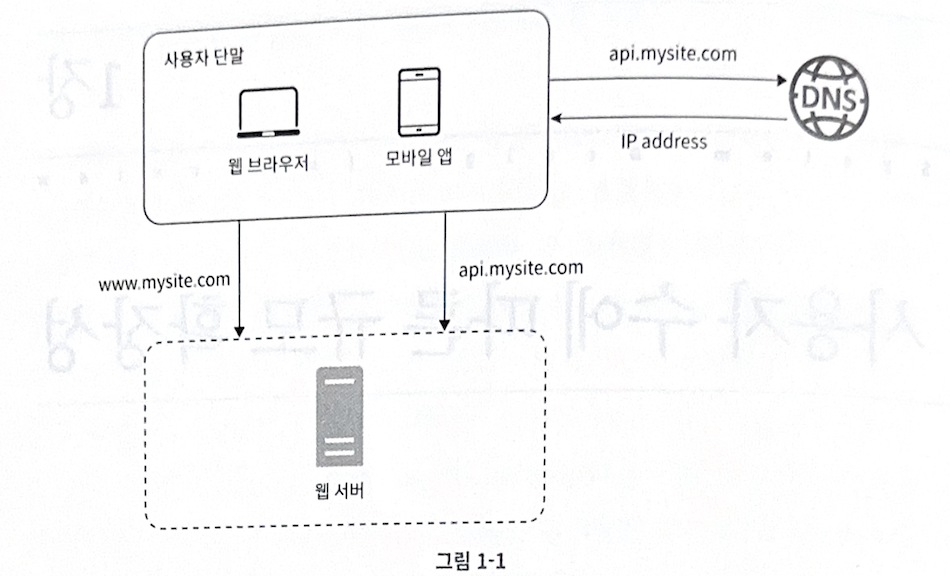 사용자 단말
api.mysite.com
DNS
웹 브라우저
모바일 앱
IP address
www.mysite.com
api.mysite.com
웹 서버
그림 1-1